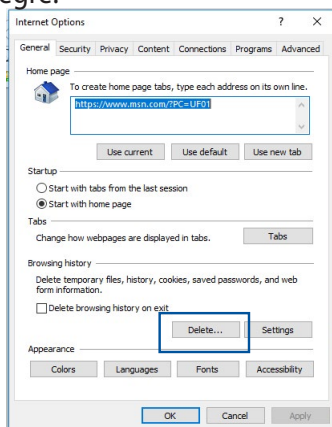 Internet Options ? ×
General Security Privacy Content Connections Programs Advanced
Home page
To create home page tabs, type each address on its own line.
https://www.msn.com/?PC=UF01
Use current Use default Use new tab
Startup
Start with tabs from the last session
Start with home page
Tabs
Change how webpages are displayed in tabs. Tabs
Browsing history
Delete temporary files, history, cookies, saved passwords, and web
form information.
Delete browsing history on exit
Delete... Settings
Appearance
Colors Languages Fonts Accessibility
OK Cancel Apply